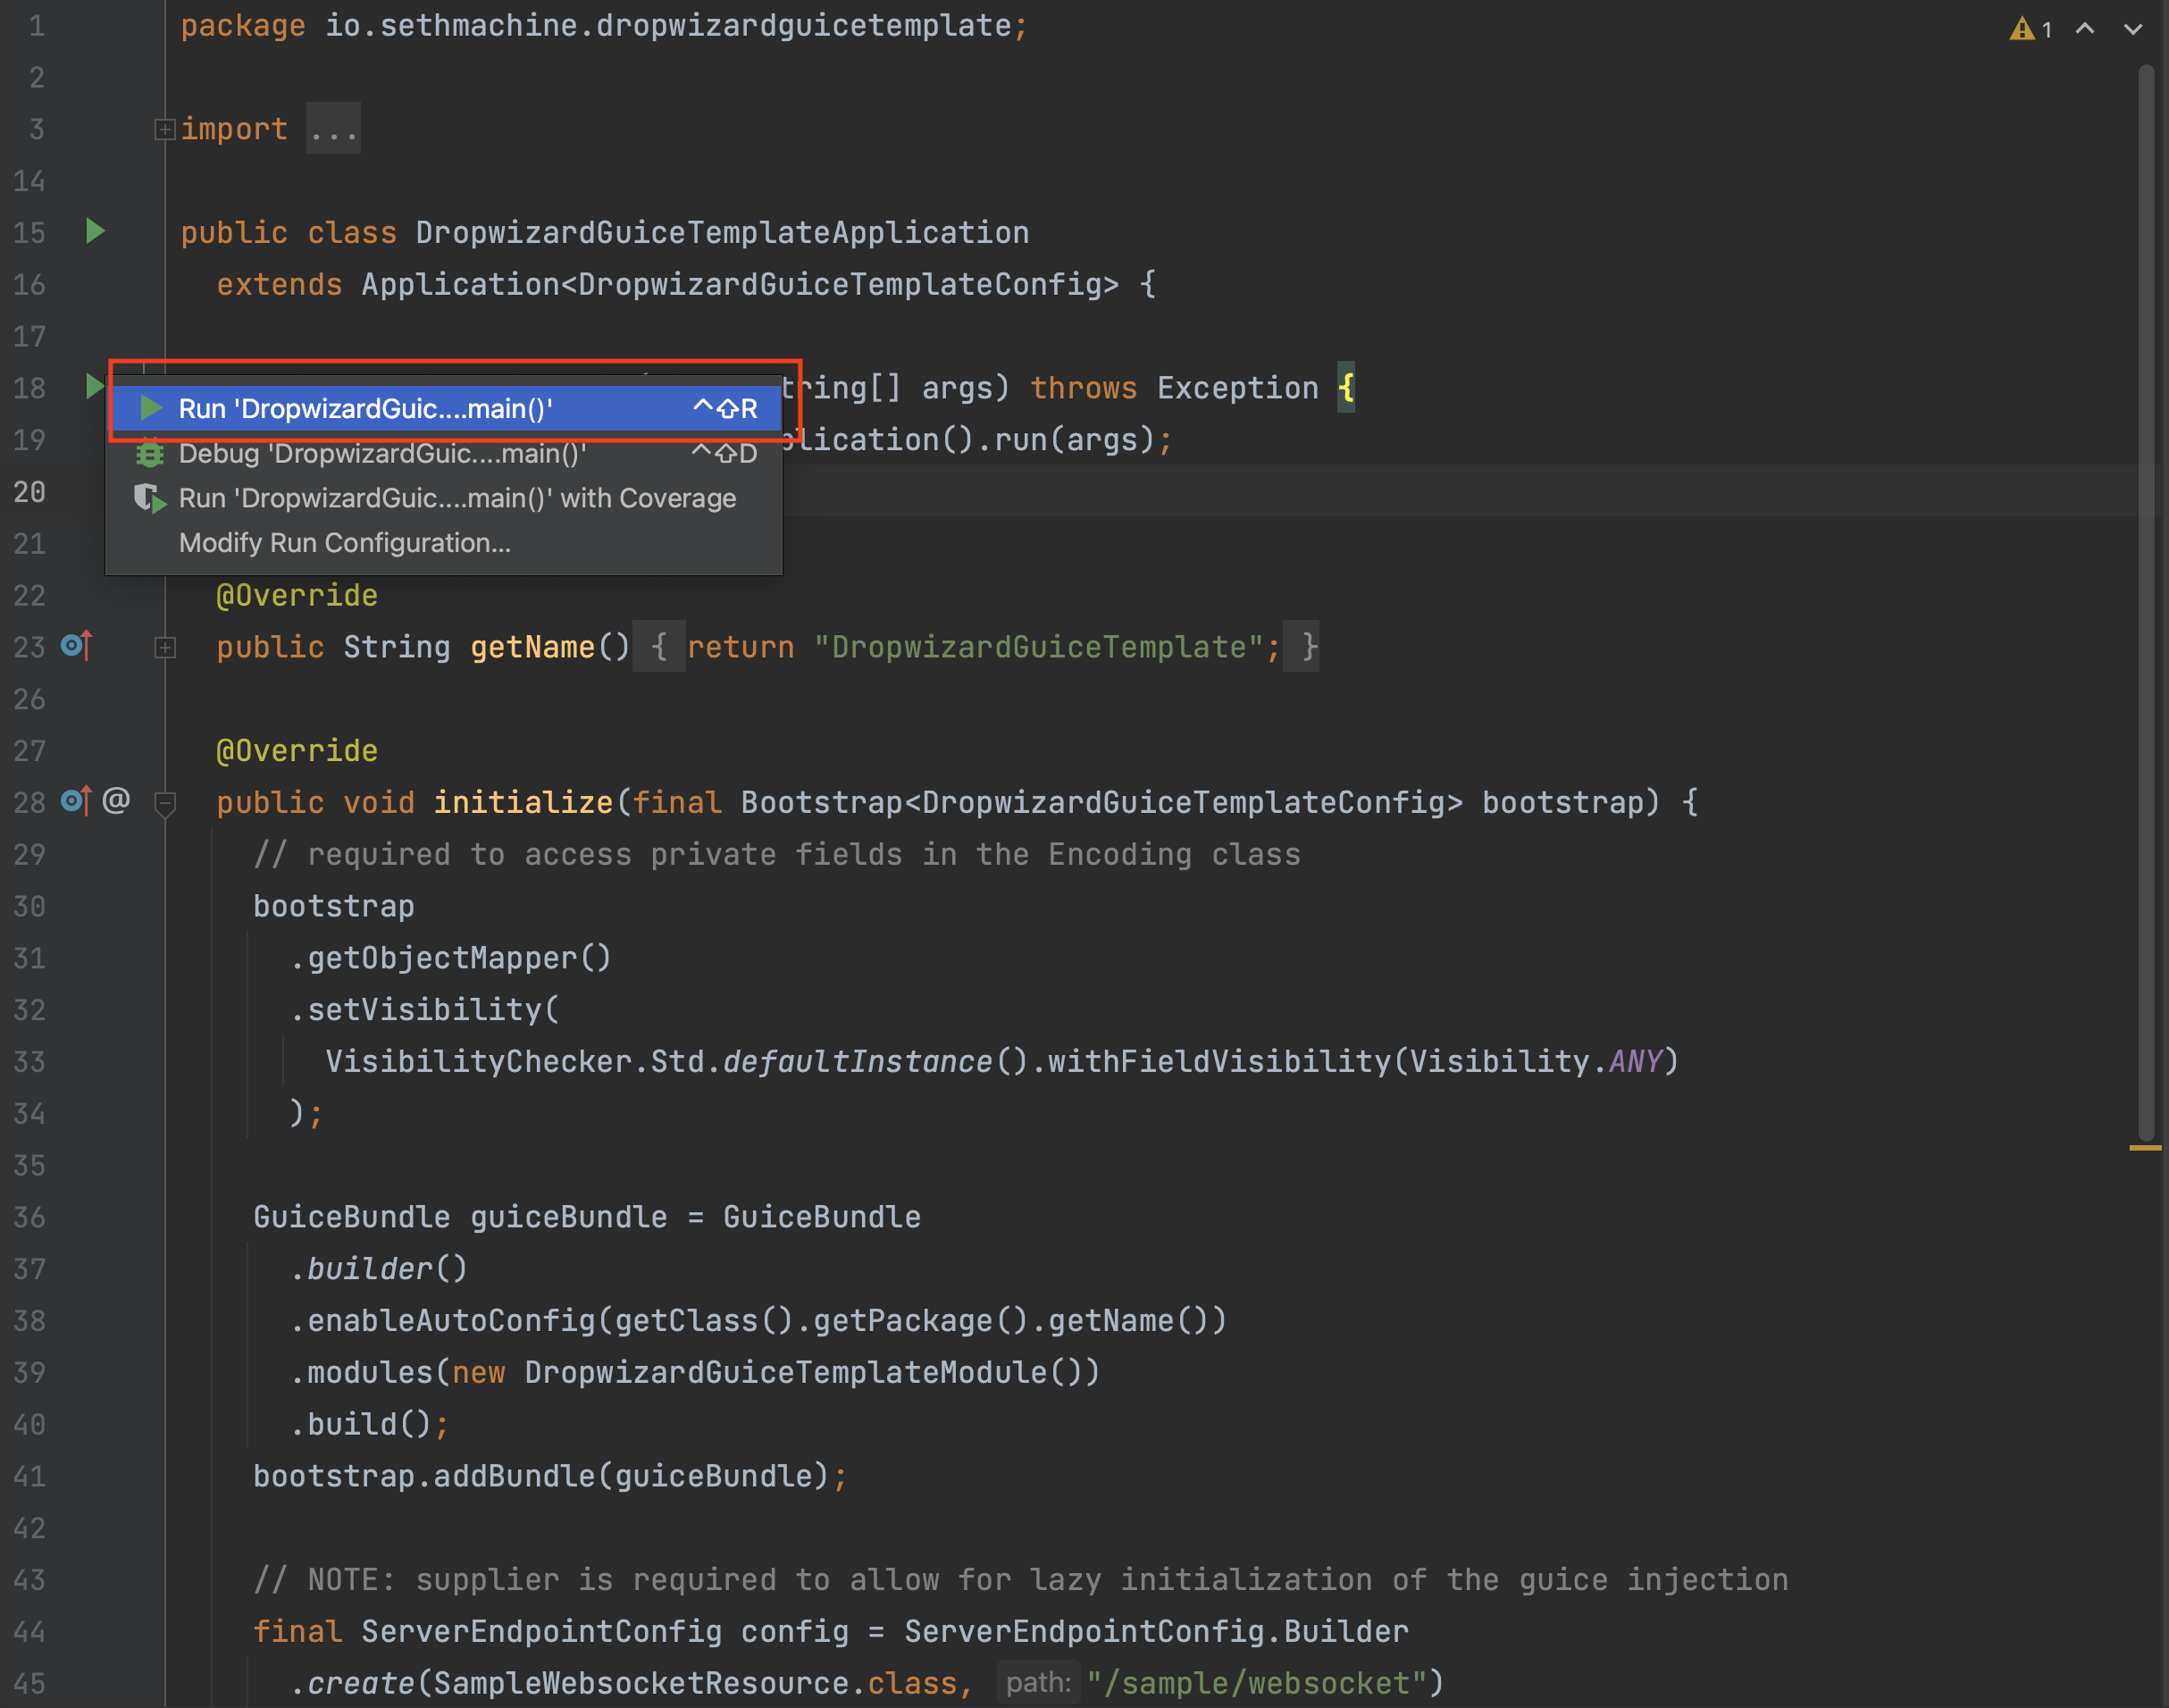 1 package io.sethmachine.dropwizardguicetemplate; 1
2
3 import ...
14
15 public class DropwizardGuiceTemplateApplication
16 extends Application<DropwizardGuiceTemplateConfig> {
17
18 tring[] args) throws Exception {
Run 'DropwizardGuic....main()' ^⇧R
19 plication().run(args);
Debug 'DropwizardGuic....main()' ^⇧D
20
Run 'DropwizardGuic....main()' with Coverage
21
Modify Run Configuration...
22 @Override
23 public String getName() { return "DropwizardGuiceTemplate"; }
26
27 @Override
28 @ public void initialize(final Bootstrap<DropwizardGuiceTemplateConfig> bootstrap) {
29 // required to access private fields in the Encoding class
30 bootstrap
31 .getObjectMapper()
32 .setVisibility(
33 VisibilityChecker.Std.defaultInstance().withFieldVisibility(Visibility.ANY)
34 );
35
36 GuiceBundle guiceBundle = GuiceBundle
37 .builder()
38 .enableAutoConfig(getClass().getPackage().getName())
39 .modules(new DropwizardGuiceTemplateModule())
40 .build();
41 bootstrap.addBundle(guiceBundle);
42
43 // NOTE: supplier is required to allow for lazy initialization of the guice injection
44 final ServerEndpointConfig config = ServerEndpointConfig.Builder
45 .create(SampleWebsocketResource.class, path: "/sample/websocket")